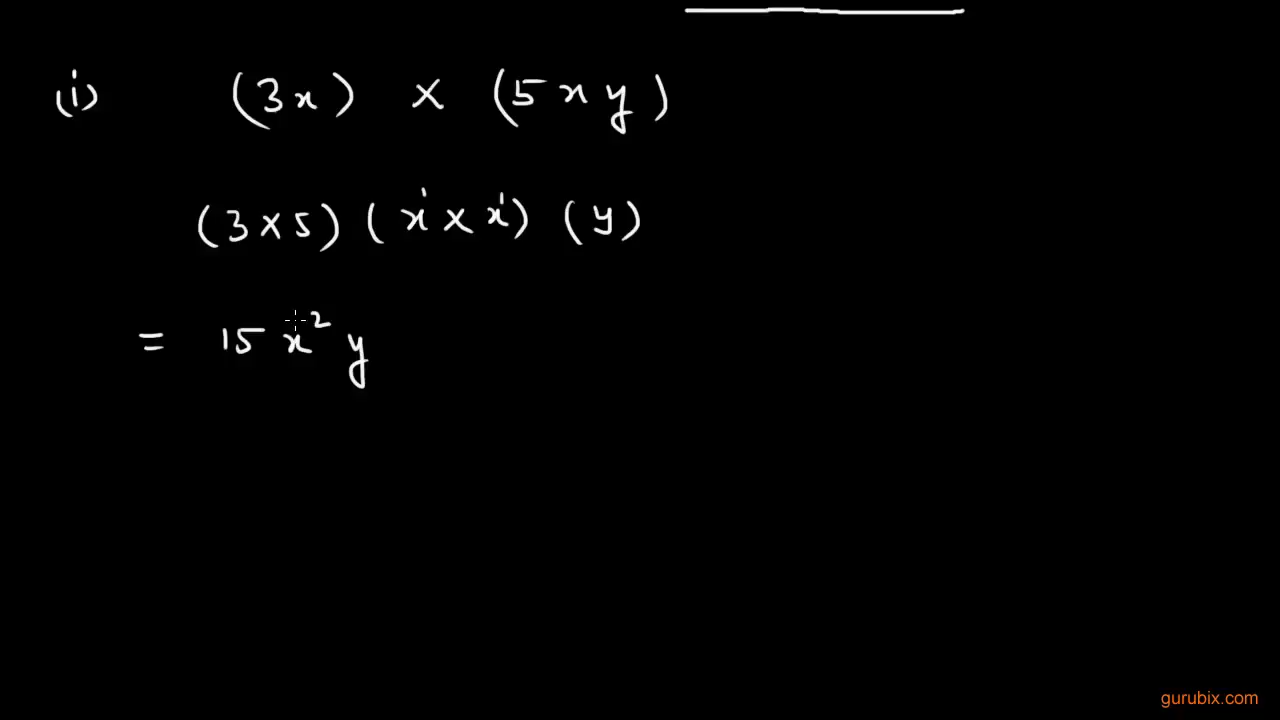 (i) (3x) × (5xy)
(3×5) (x¹ × x¹) (y)
= 15x²y
gurubix.com